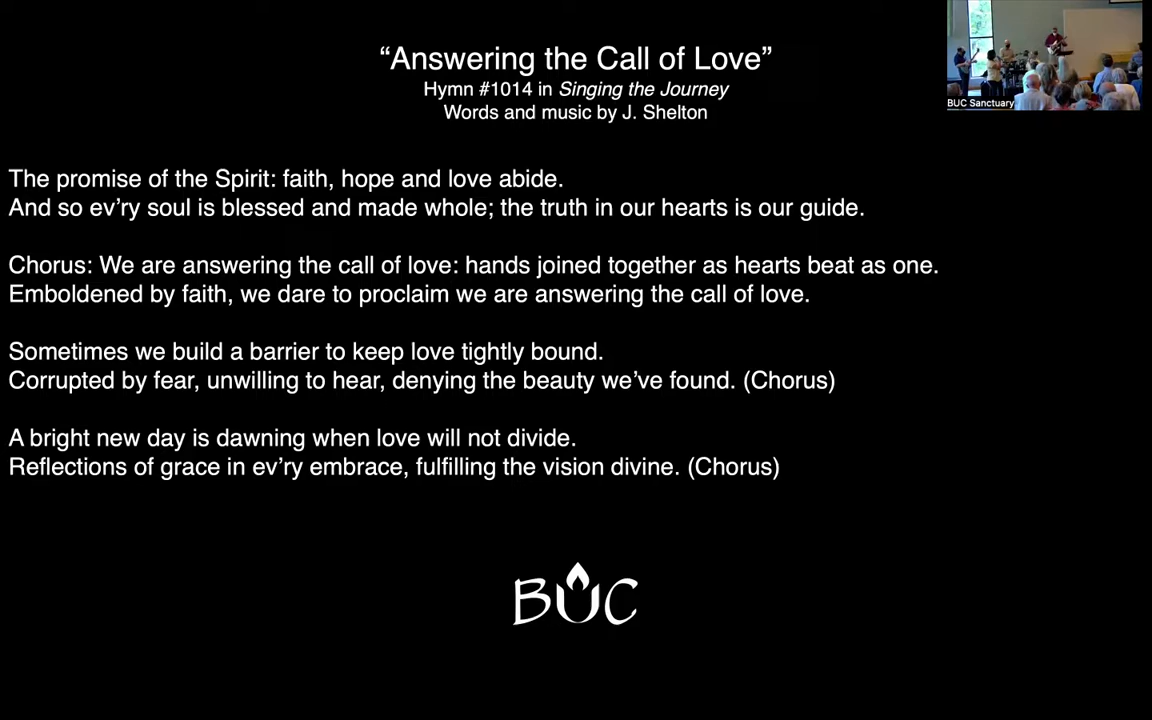 “Answering the Call of Love”
Hymn #1014 in Singing the Journey
Words and music by J. Shelton
BUC Sanctuary
The promise of the Spirit: faith, hope and love abide.
And so ev’ry soul is blessed and made whole; the truth in our hearts is our guide.
Chorus: We are answering the call of love: hands joined together as hearts beat as one.
Emboldened by faith, we dare to proclaim we are answering the call of love.
Sometimes we build a barrier to keep love tightly bound.
Corrupted by fear, unwilling to hear, denying the beauty we’ve found. (Chorus)
A bright new day is dawning when love will not divide.
Reflections of grace in ev’ry embrace, fulfilling the vision divine. (Chorus)
BUC